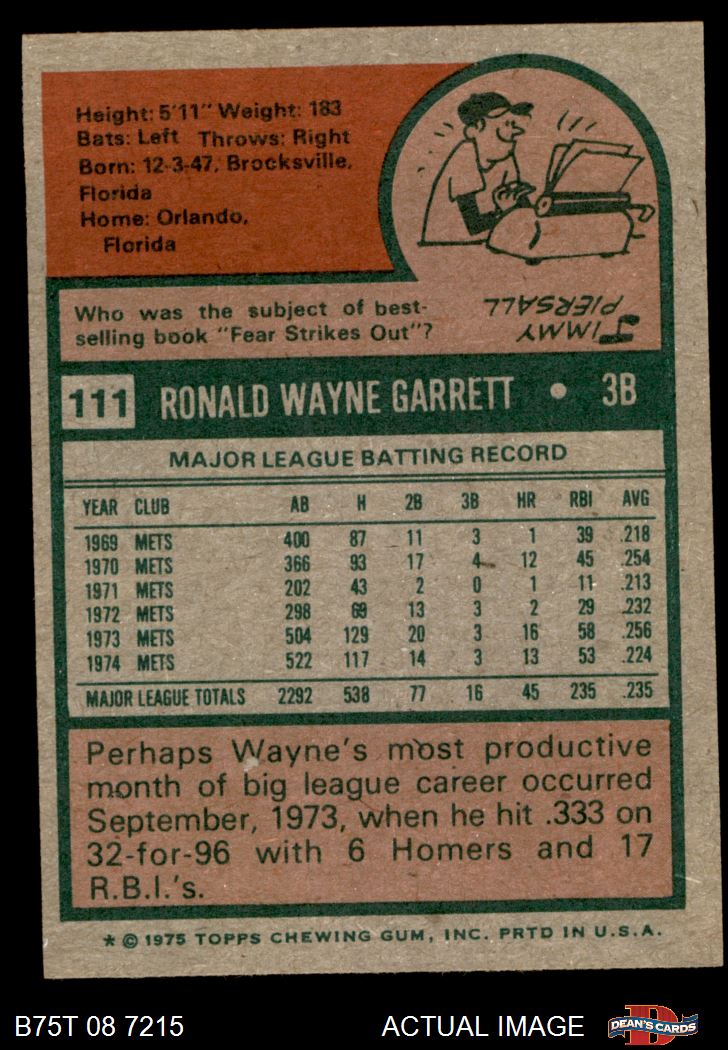 Height: 5'11" Weight: 183
Bats: Left Throws: Right
Born: 12-3-47, Brocksville,
Florida
Home: Orlando,
Florida
Who was the subject of best-
selling book "Fear Strikes Out"?
JIMMY
PIERSALL
111 RONALD WAYNE GARRETT • 3B
MAJOR LEAGUE BATTING RECORD
YEAR CLUB AB H 2B 3B HR RBI AVG
1969 METS 400 87 11 3 1 39 .218
1970 METS 366 93 17 4 12 45 .254
1971 METS 202 43 2 0 1 11 .213
1972 METS 298 69 13 3 2 29 .232
1973 METS 504 129 20 3 16 58 .256
1974 METS 522 117 14 3 13 53 .224
MAJOR LEAGUE TOTALS 2292 538 77 16 45 235 .235
Perhaps Wayne's most productive
month of big league career occurred
September, 1973, when he hit .333 on
32-for-96 with 6 Homers and 17
R.B.I.'s.
* © 1975 TOPPS CHEWING GUM, INC. PRTD IN U.S.A.
B75T 08 7215 ACTUAL IMAGE DEAN'S CARDS